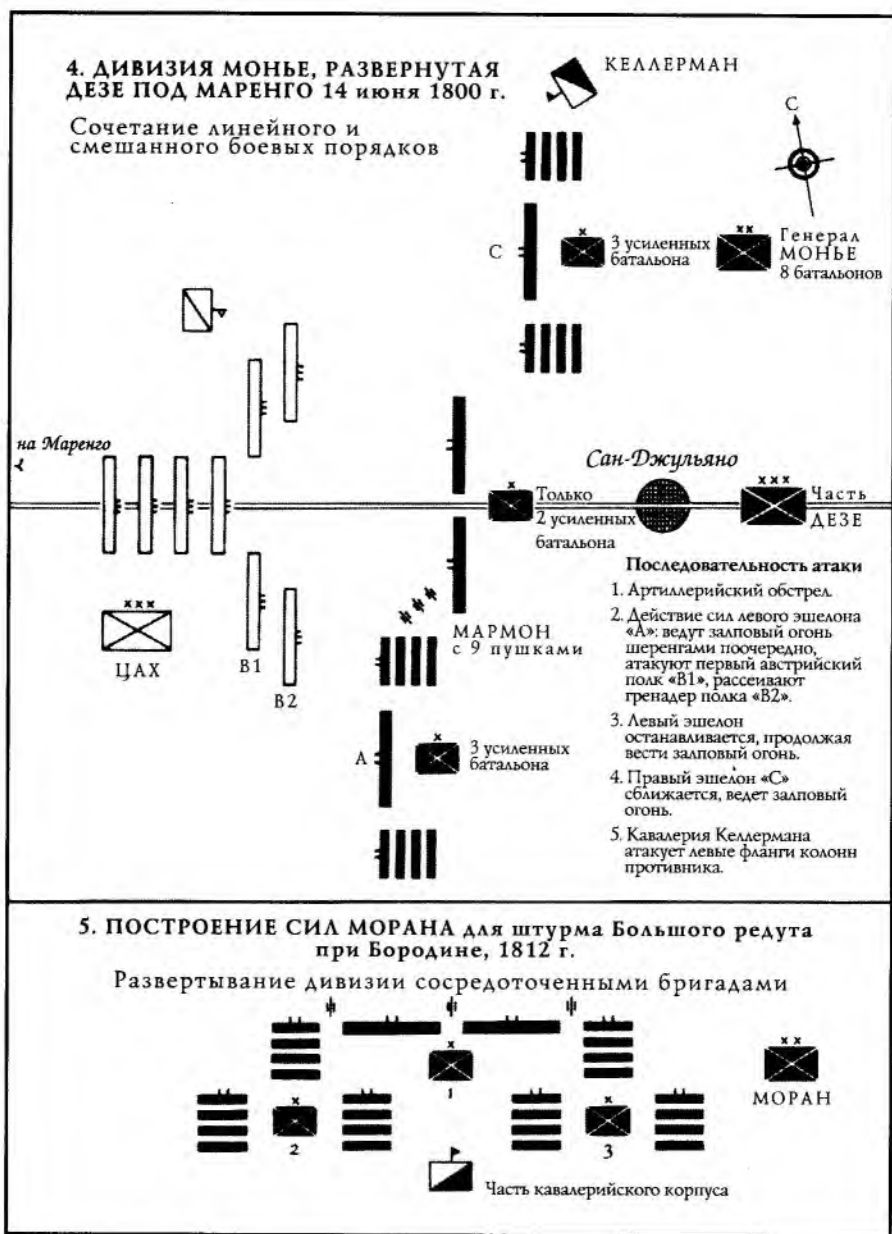 4. ДИВИЗИЯ МОНЬЕ, РАЗВЕРНУТАЯ
ДЕЗЕ ПОД МАРЕНГО 14 июня 1800 г.
Сочетание линейного и
смешанного боевых порядков
КЕЛЛЕРМАН
С
С
х
3 усиленных
батальона
хх
Генерал
МОНЬЕ
8 батальонов
на Маренго
Сан-Джульяно
х
Только
2 усиленных
батальона
ххх
Часть
ДЕЗЕ
ххх
ЦАХ
В1
В2
МАРМОН
с 9 пушками
А
х
3 усиленных
батальона
Последовательность атаки
1. Артиллерийский обстрел.
2. Действие сил левого эшелона
«А»: ведут залповый огонь
шеренгами поочередно,
атакуют первый австрийский
полк «В1», рассеивают
гренадер полка «В2».
3. Левый эшелон
останавливается, продолжая
вести залповый огонь.
4. Правый эшелон «С»
сближается, ведет залповый
огонь.
5. Кавалерия Келлермана
атакует левые фланги колонн
противника.
5. ПОСТРОЕНИЕ СИЛ МОРАНА для штурма Большого редута
при Бородине, 1812 г.
Развертывание дивизии сосредоточенными бригадами
х
1
х
2
х
3
хх
МОРАН
Часть кавалерийского корпуса